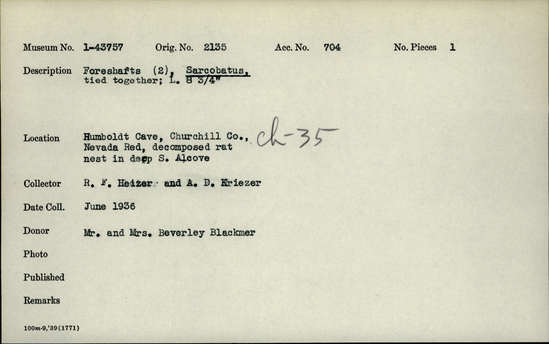 Museum No. 1-43757 Orig. No. 2135 Acc. No. 704 No. Pieces 1
Description Foreshafts (2), Sarcobatus,
tied together; L. 8 3/4"
Location Humboldt Cave, Churchill Co., ch-35
Nevada Red, decomposed rat
nest in deep S. Alcove
Collector R. F. Heizer and A. D. Kriezer
Date Coll. June 1936
Donor Mr. and Mrs. Beverley Blackmer
Photo
Published
Remarks
100m-9,'39(1771)